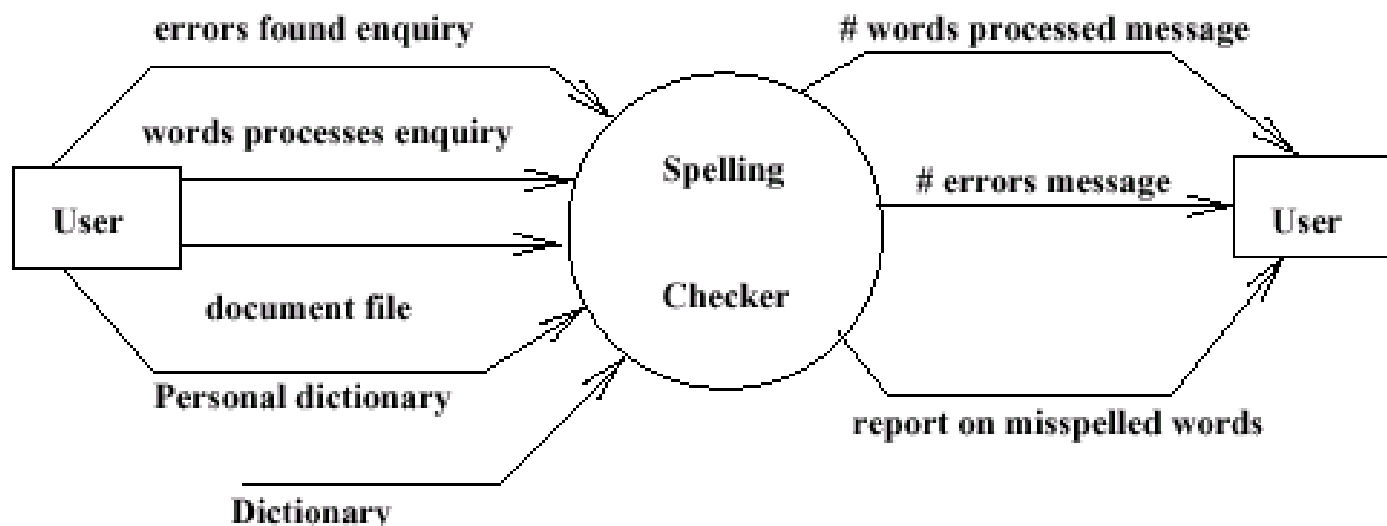 errors found enquiry
# words processed message
words processes enquiry
Spelling
Checker
# errors message
User
User
document file
Personal dictionary
report on misspelled words
Dictionary